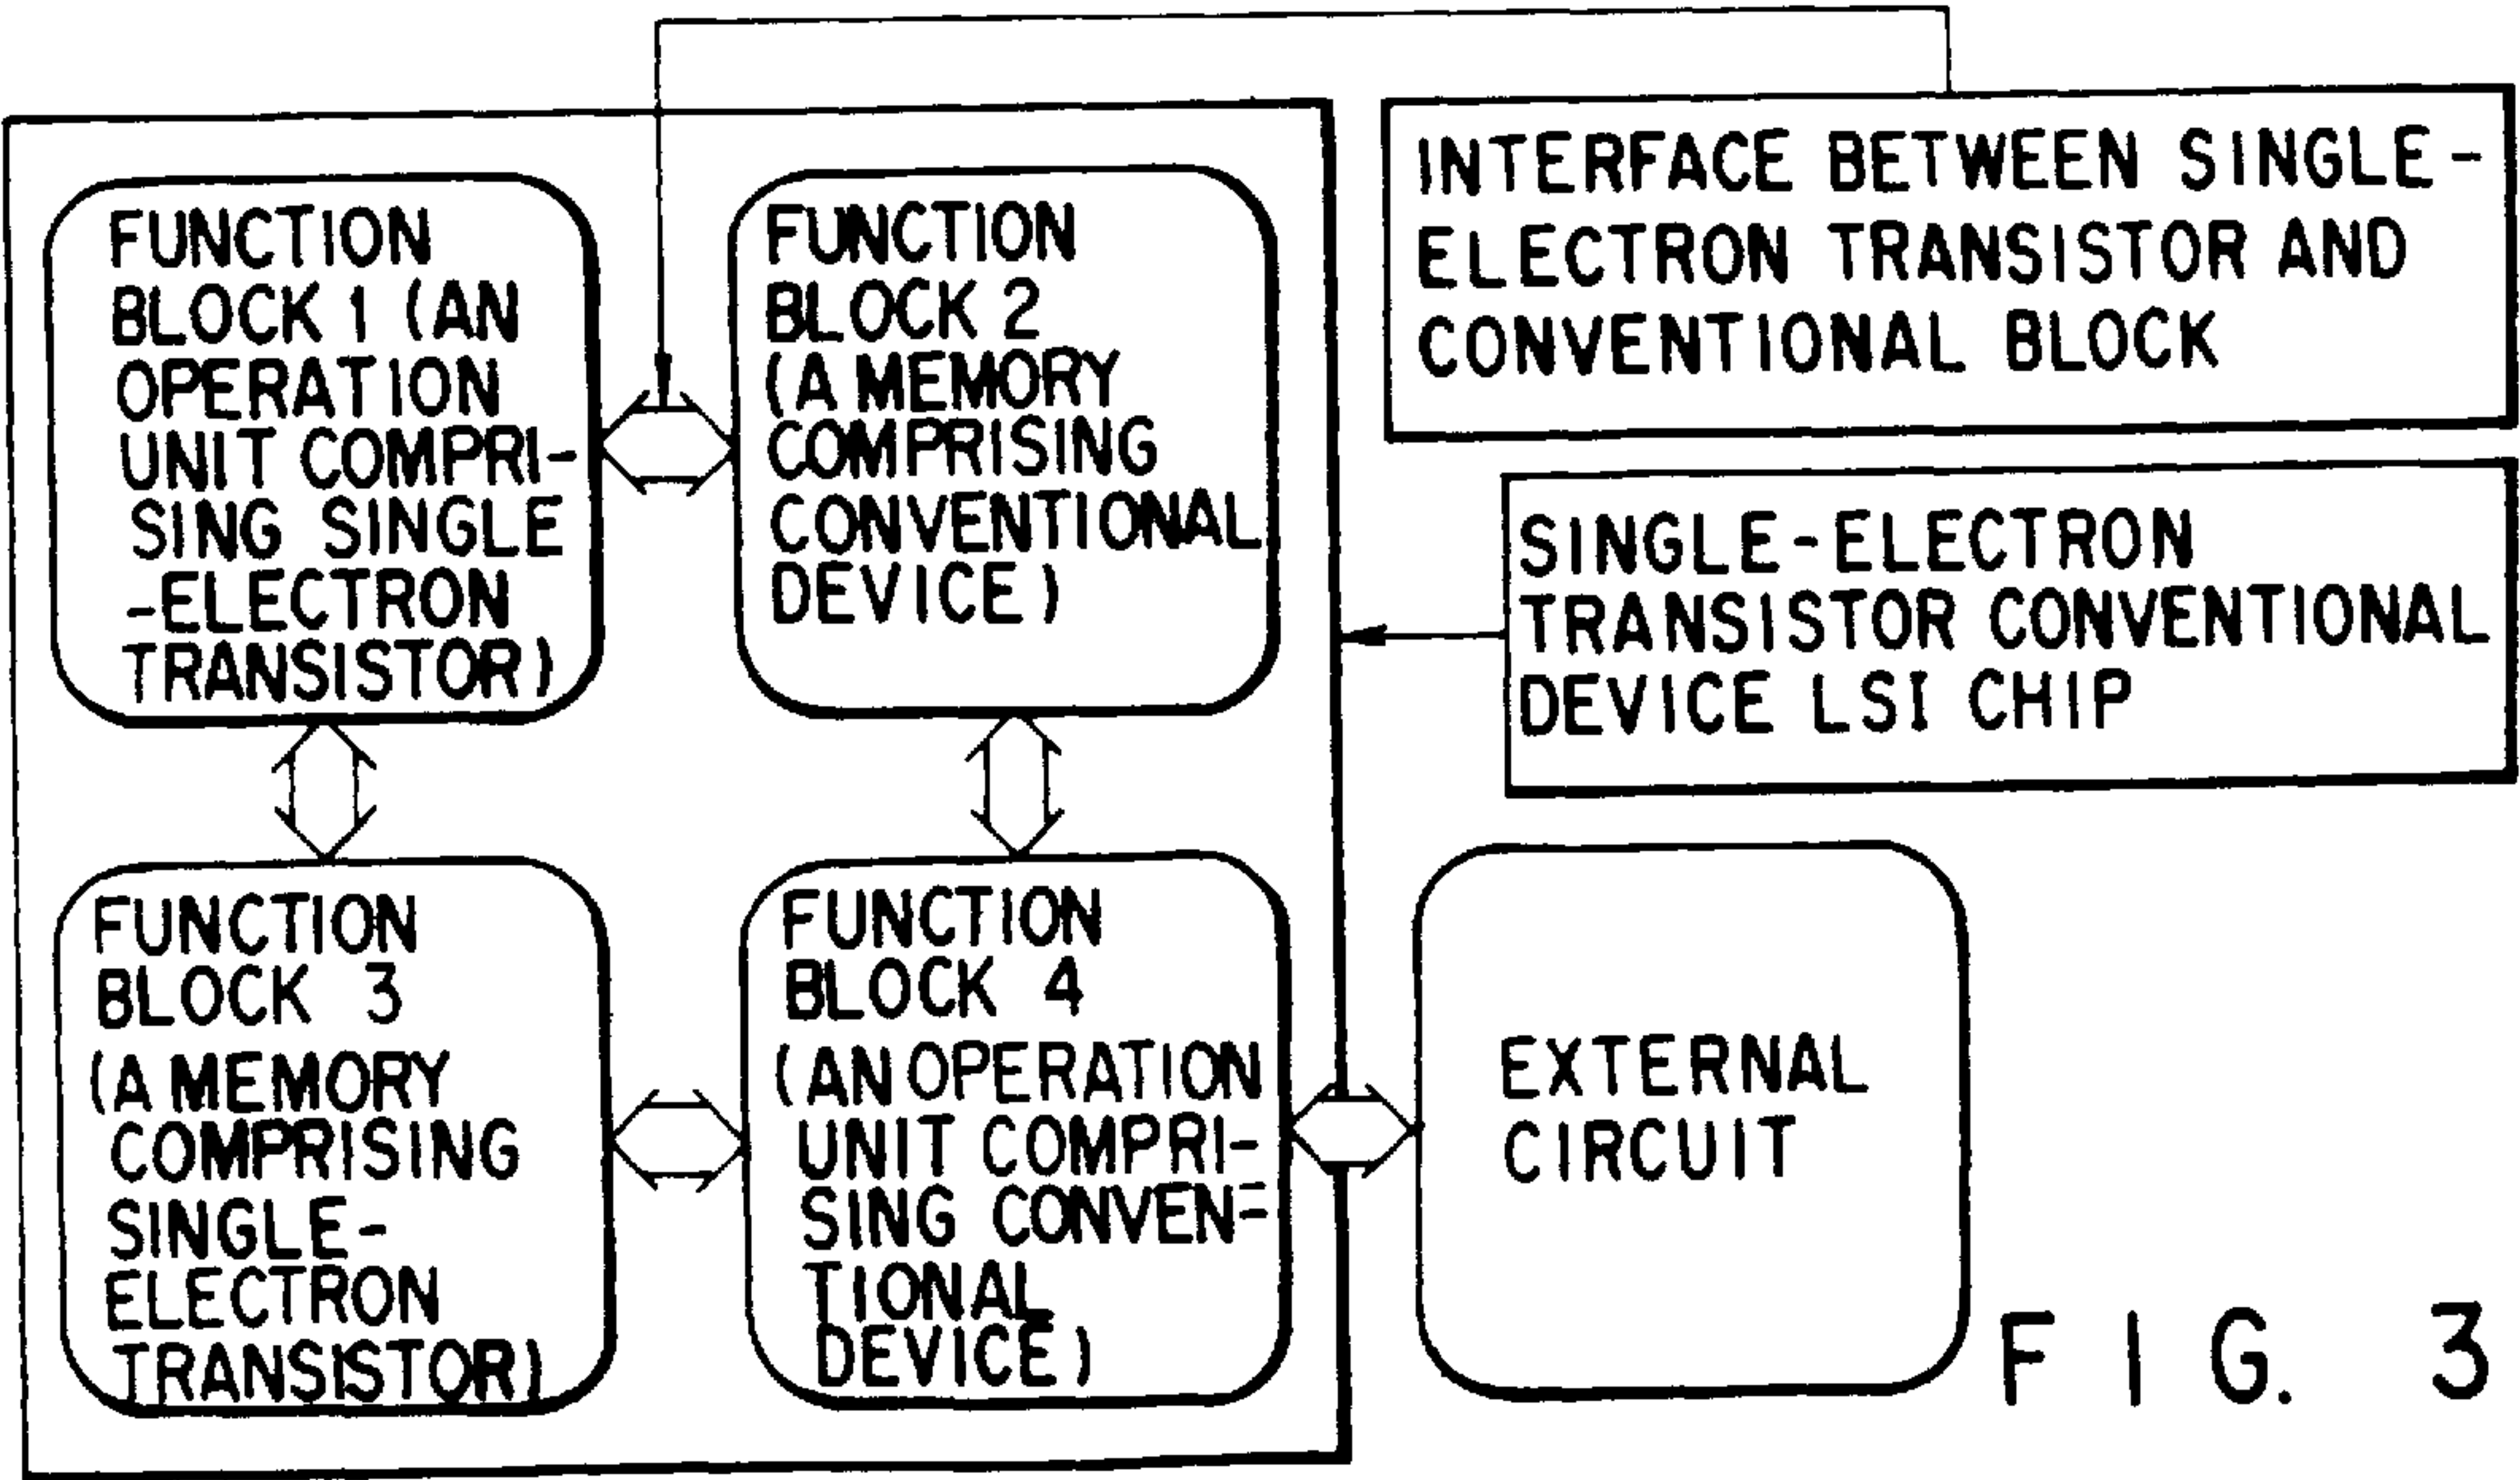 FUNCTION
BLOCK 1 (AN
OPERATION
UNIT COMPRI-
SING SINGLE
-ELECTRON
TRANSISTOR)
FUNCTION
BLOCK 2
(A MEMORY
COMPRISING
CONVENTIONAL
DEVICE)
INTERFACE BETWEEN SINGLE-
ELECTRON TRANSISTOR AND
CONVENTIONAL BLOCK
SINGLE-ELECTRON
TRANSISTOR CONVENTIONAL
DEVICE LSI CHIP
FUNCTION
BLOCK 3
(A MEMORY
COMPRISING
SINGLE-
ELECTRON
TRANSISTOR)
FUNCTION
BLOCK 4
(AN OPERATION
UNIT COMPRI-
SING CONVEN-
TIONAL
DEVICE)
EXTERNAL
CIRCUIT
FIG. 3